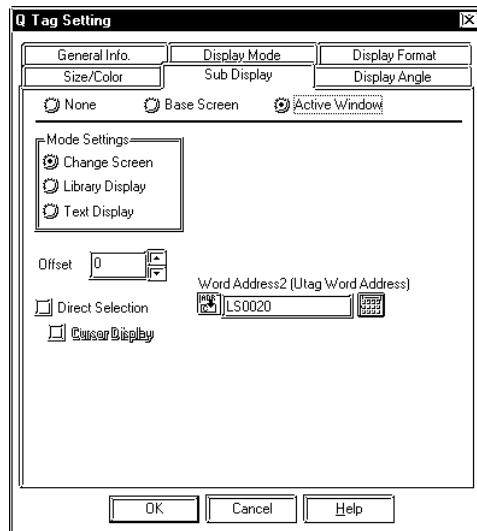 Q Tag Setting
General Info. Display Mode Display Format
Size/Color Sub Display Display Angle
None Base Screen Active Window
Mode Settings
Change Screen
Library Display
Text Display
Offset 0
Word Address2 (Utag Word Address)
Direct Selection LS0020
Cursor Display
OK Cancel Help